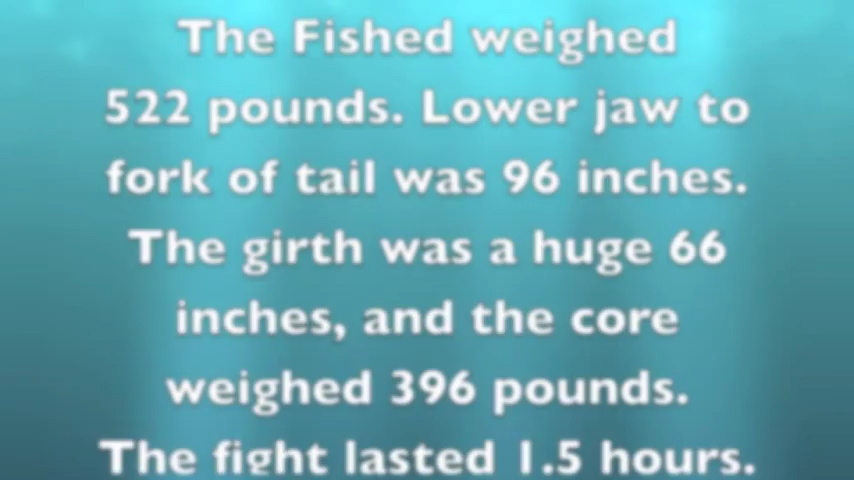 The Fished weighed
522 pounds. Lower jaw to
fork of tail was 96 inches.
The girth was a huge 66
inches, and the core
weighed 396 pounds.
The fight lasted 1.5 hours.